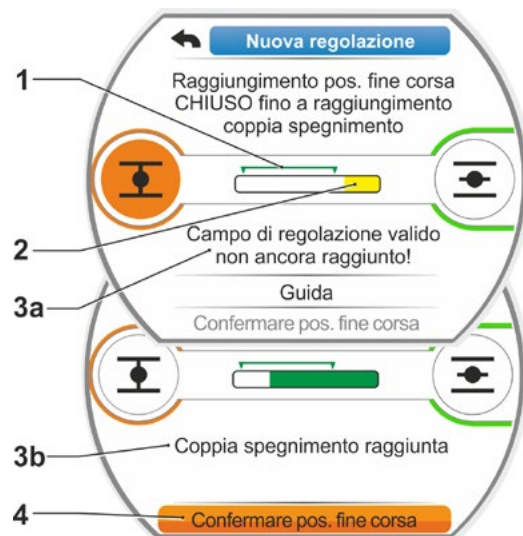 Nuova regolazione
1
Raggiungimento pos. fine corsa
CHIUSO fino a raggiungimento
coppia spegnimento
2
Campo di regolazione valido
non ancora raggiunto!
3a
Guida
Confermare pos. fine corsa
3b
Coppia spegnimento raggiunta
4
Confermare pos. fine corsa